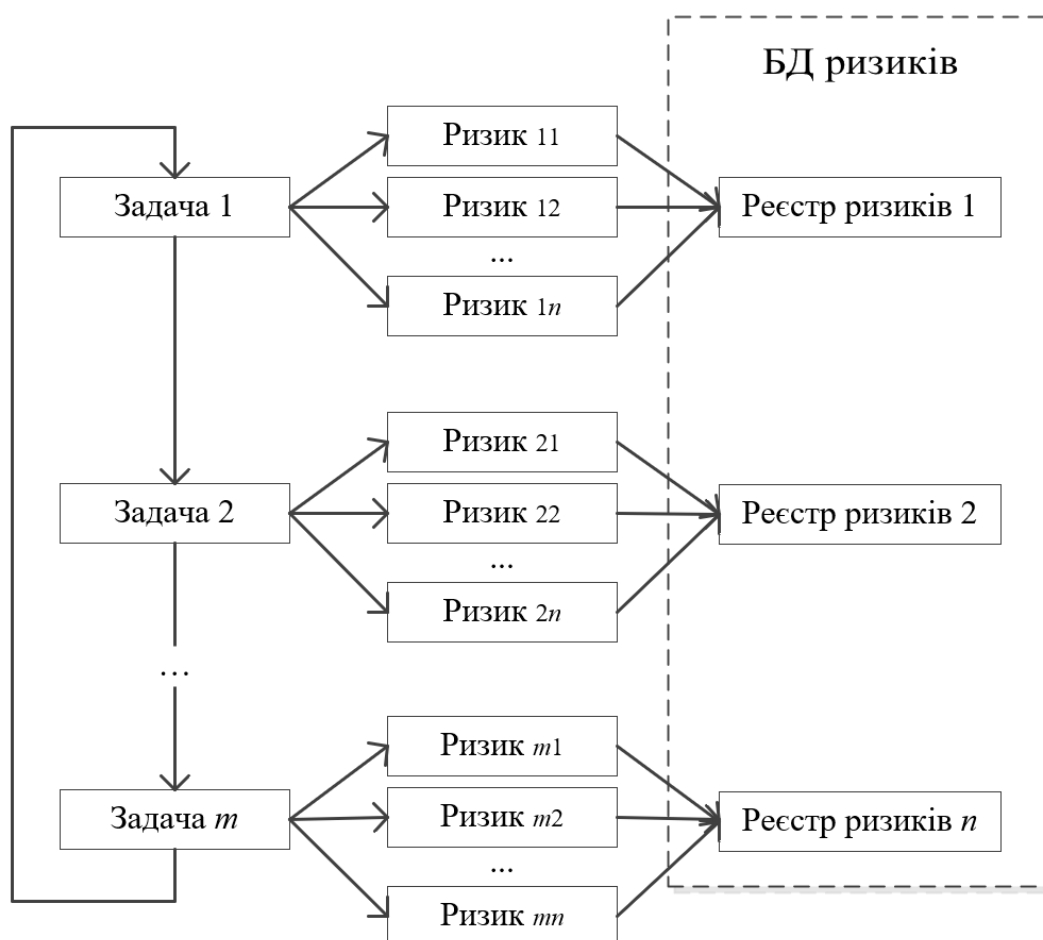 БД ризиків
Ризик 11
Задача 1
Ризик 12
Реєстр ризиків 1
...
Ризик 1n
Ризик 21
Задача 2
Ризик 22
Реєстр ризиків 2
...
Ризик 2n
...
Ризик m1
Задача m
Ризик m2
Реєстр ризиків n
...
Ризик mn